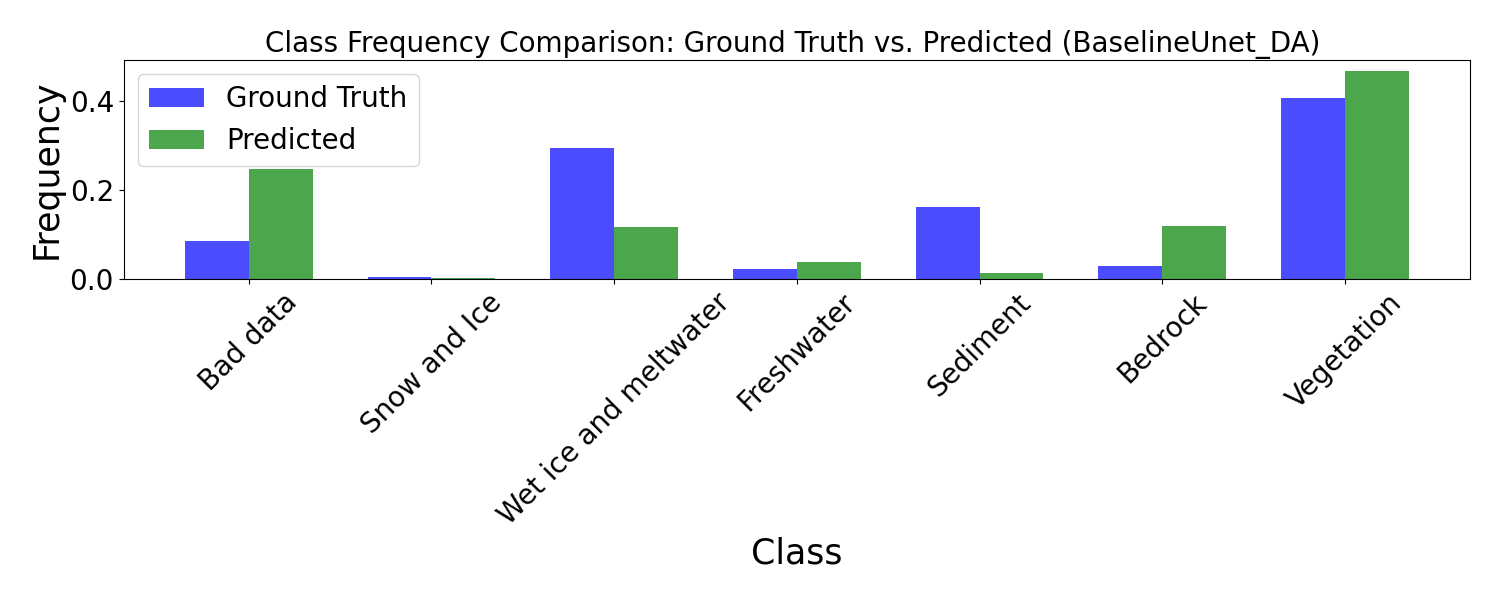 Class Frequency Comparison: Ground Truth vs. Predicted (BaselineUnet_DA)
Frequency
0.4
0.2
0.0
Ground Truth
Predicted
Bad data
Snow and Ice
Wet ice and meltwater
Freshwater
Sediment
Bedrock
Vegetation
Class